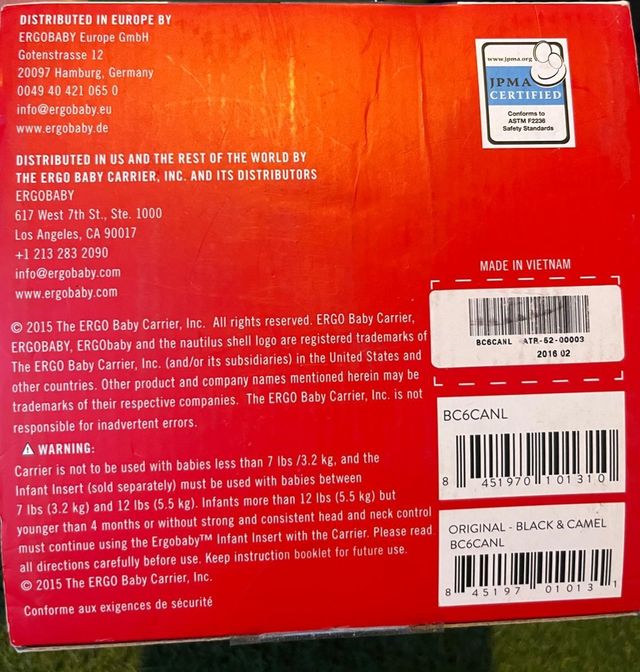 DISTRIBUTED IN EUROPE BY
ERGOBABY Europe GmbH
Gotenstrasse 12
20097 Hamburg, Germany
0049 40 421 065 0
info@ergobaby.eu
www.ergobaby.de
DISTRIBUTED IN US AND THE REST OF THE WORLD BY
THE ERGO BABY CARRIER, INC. AND ITS DISTRIBUTORS
ERGOBABY
617 West 7th St., Ste. 1000
Los Angeles, CA 90017
+1 213 283 2090
info@ergobaby.com
www.ergobaby.com
© 2015 The ERGO Baby Carrier, Inc. All rights reserved. ERGO Baby Carrier,
ERGOBABY, ERGObaby and the nautilus shell logo are registered trademarks of
The ERGO Baby Carrier, Inc. (and/or its subsidiaries) in the United States and
other countries. Other product and company names mentioned herein may be
trademarks of their respective companies. The ERGO Baby Carrier, Inc. is not
responsible for inadvertent errors.
⚠ WARNING:
Carrier is not to be used with babies less than 7 lbs /3.2 kg, and the
Infant Insert (sold separately) must be used with babies between
7 lbs (3.2 kg) and 12 lbs (5.5 kg). Infants more than 12 lbs (5.5 kg) but
younger than 4 months or without strong and consistent head and neck control
must continue using the Ergobaby™ Infant Insert with the Carrier. Please read
all directions carefully before use. Keep instruction booklet for future use.
© 2015 The ERGO Baby Carrier, Inc.
Conforme aux exigences de sécurité
www.jpma.org
JPMA
CERTIFIED
Conforms to
ASTM F2236
Safety Standards
MADE IN VIETNAM
BC6CANL ATR-52-00003
2016 02
BC6CANL
8 451970 101310
ORIGINAL - BLACK & CAMEL
BC6CANL
8 45197 01013 1